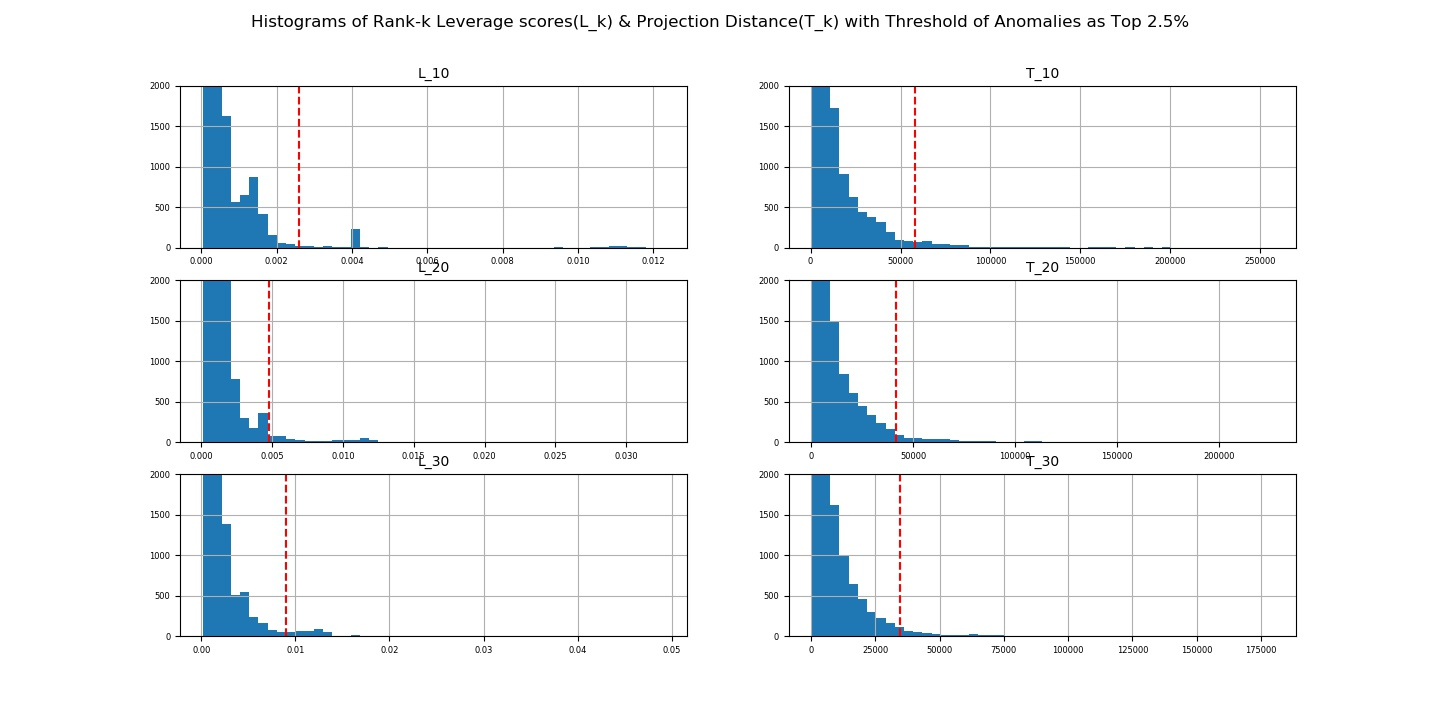 Histograms of Rank-k Leverage scores(L_k) & Projection Distance(T_k) with Threshold of Anomalies as Top 2.5%
L_10
2000
1500
1000
500
0
0.000 0.002 0.004 0.006 0.008 0.010 0.012
T_10
2000
1500
1000
500
0
0 50000 100000 150000 200000 250000
L_20
2000
1500
1000
500
0
0.000 0.005 0.010 0.015 0.020 0.025 0.030
T_20
2000
1500
1000
500
0
0 50000 100000 150000 200000
L_30
2000
1500
1000
500
0
0.00 0.01 0.02 0.03 0.04 0.05
T_30
2000
1500
1000
500
0
0 25000 50000 75000 100000 125000 150000 175000